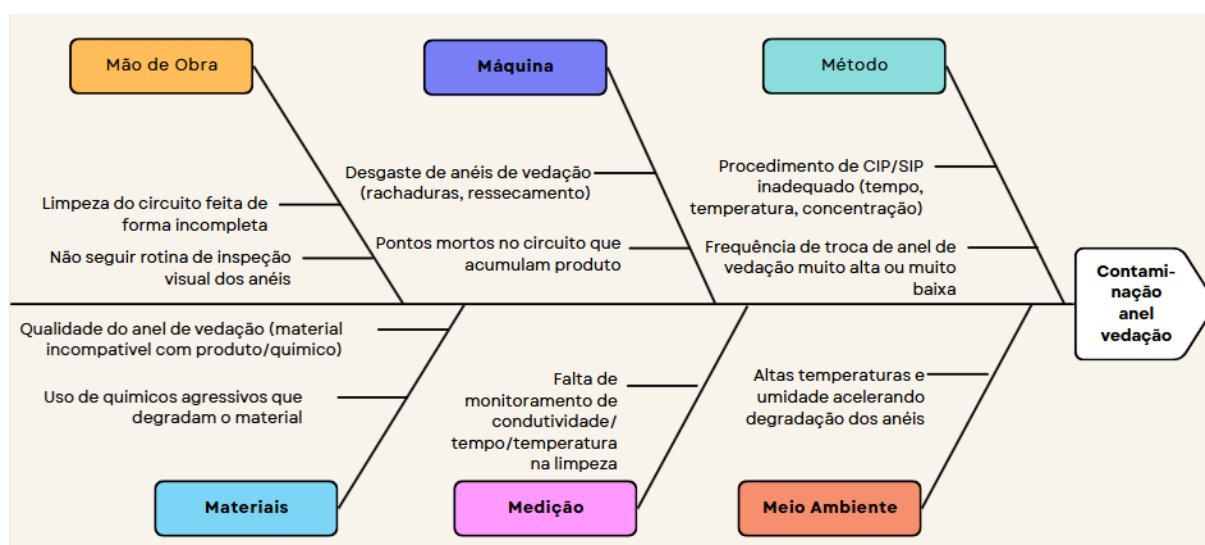 Mão de Obra
Máquina
Método
Limpeza do circuito feita de
forma incompleta
Não seguir rotina de inspeção
visual dos anéis
Desgaste de anéis de vedação
(rachaduras, ressecamento)
Pontos mortos no circuito que
acumulam produto
Procedimento de CIP/SIP
inadequado (tempo,
temperatura, concentração)
Frequência de troca de anel de
vedação muito alta ou muito
baixa
Contami-
nação
anel
vedação
Qualidade do anel de vedação (material
incompatível com produto/quimico)
Uso de químicos agressivos que
degradam o material
Falta de
monitoramento de
condutividade/
tempo/temperatura
na limpeza
Altas temperaturas e
umidade acelerando
degradação dos anéis
Materiais
Medição
Meio Ambiente